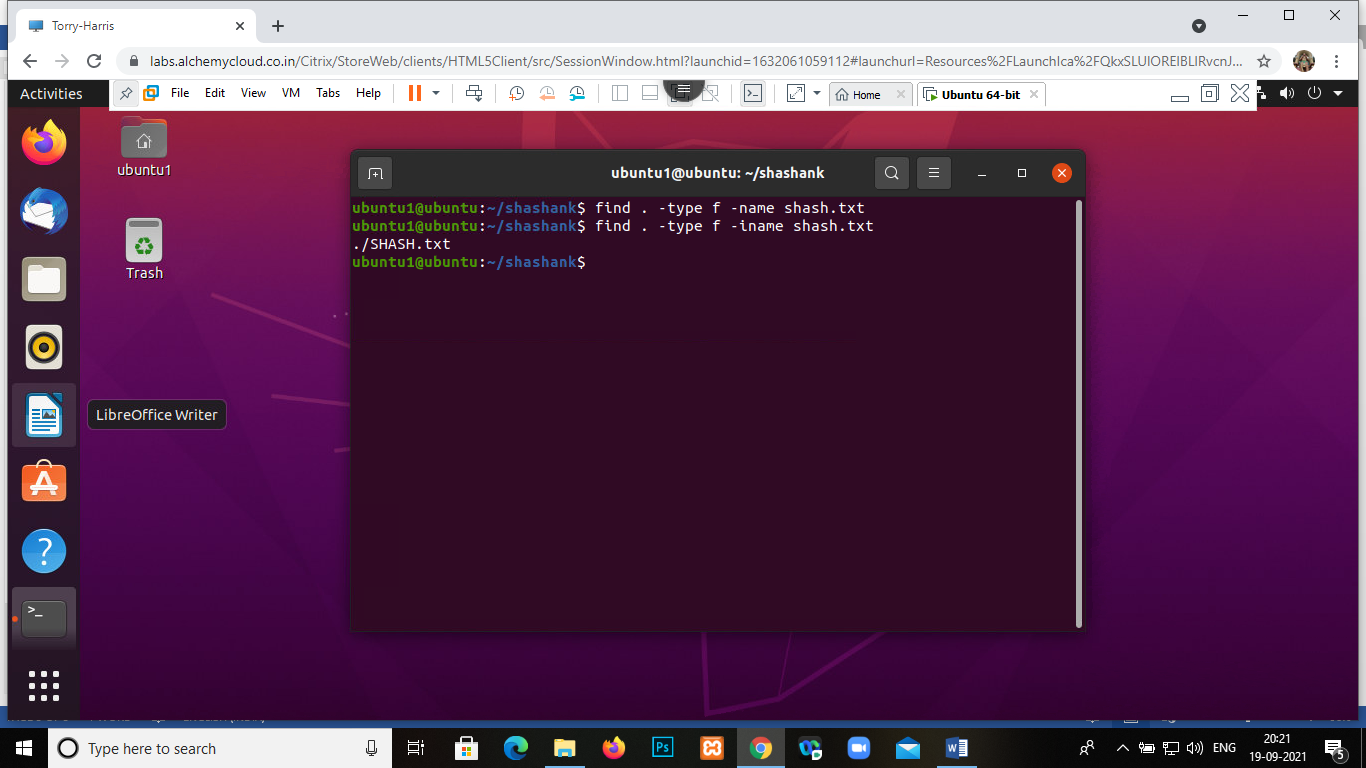 Torry-Harris
labs.alchemycloud.co.in/Citrix/StoreWeb/clients/HTML5Client/src/SessionWindow.html?launchid=1632061059112#launchurl=Resources%2FLaunchIca%2FQkxSLUlOREIBLlRvcnJ...
Activities
File Edit View VM Tabs Help
Home
Ubuntu 64-bit
ubuntu1
Trash
LibreOffice Writer
ubuntu1@ubuntu: ~/shashank
ubuntu1@ubuntu:~/shashank$ find . -type f -name shash.txt
ubuntu1@ubuntu:~/shashank$ find . -type f -iname shash.txt
./SHASH.txt
ubuntu1@ubuntu:~/shashank$
Type here to search
Ps
ENG
20:21
19-09-2021
5